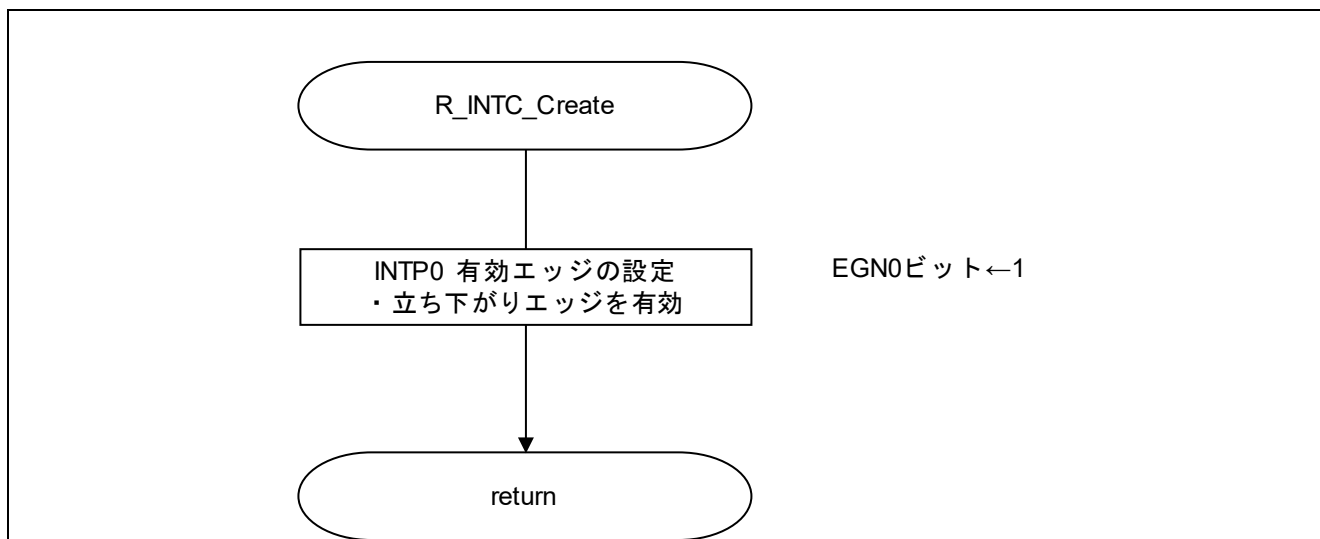 R_INTC_Create
INTP0 有効エッジの設定
・立ち下がりエッジを有効
EGN0ビット←1
return